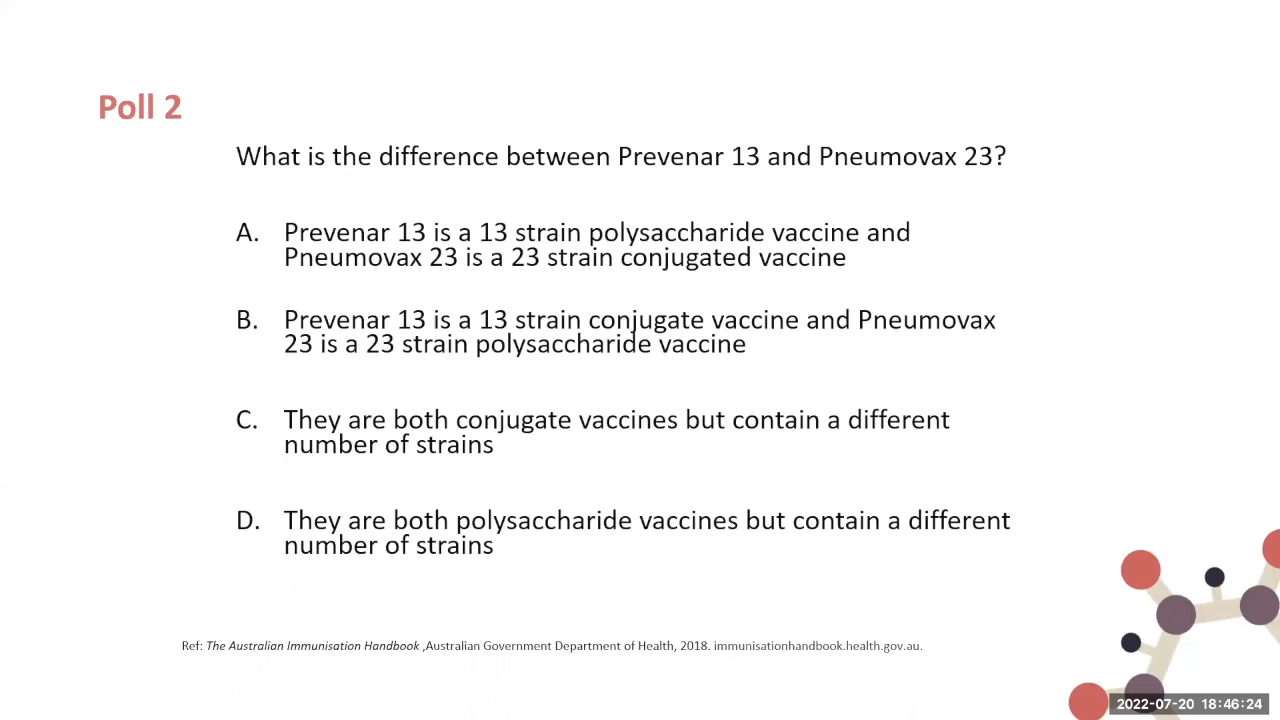 Poll 2
What is the difference between Prevenar 13 and Pneumovax 23?
A. Prevenar 13 is a 13 strain polysaccharide vaccine and
Pneumovax 23 is a 23 strain conjugated vaccine
B. Prevenar 13 is a 13 strain conjugate vaccine and Pneumovax
23 is a 23 strain polysaccharide vaccine
C. They are both conjugate vaccines but contain a different
number of strains
D. They are both polysaccharide vaccines but contain a different
number of strains
Ref: The Australian Immunisation Handbook ,Australian Government Department of Health, 2018. immunisationhandbook.health.gov.au.
2022-07-20 18:46:24